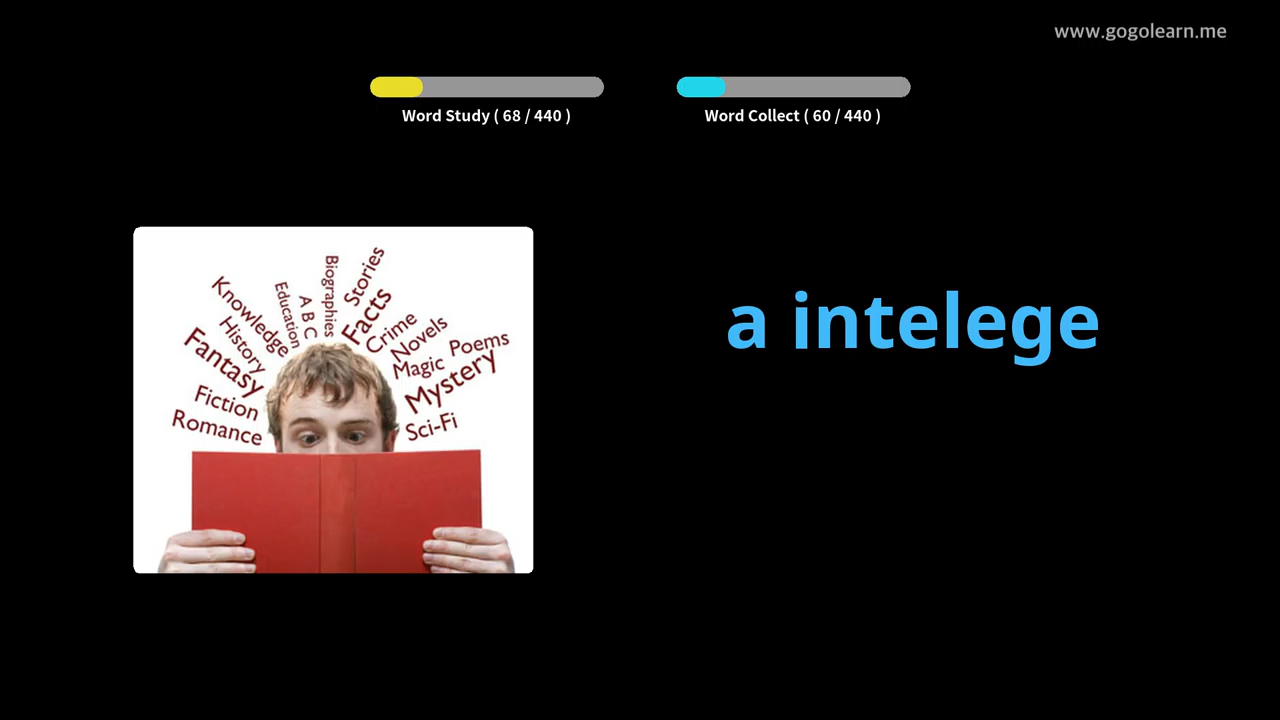 www.gogolearn.me
Word Study ( 68 / 440 )
Word Collect ( 60 / 440 )
a intelege
Stories
Biographies
Education
A B C
Facts
Knowledge
Crime
History
Novels
Fantasy
Magic
Poems
Mystery
Fiction
Romance
Sci-Fi